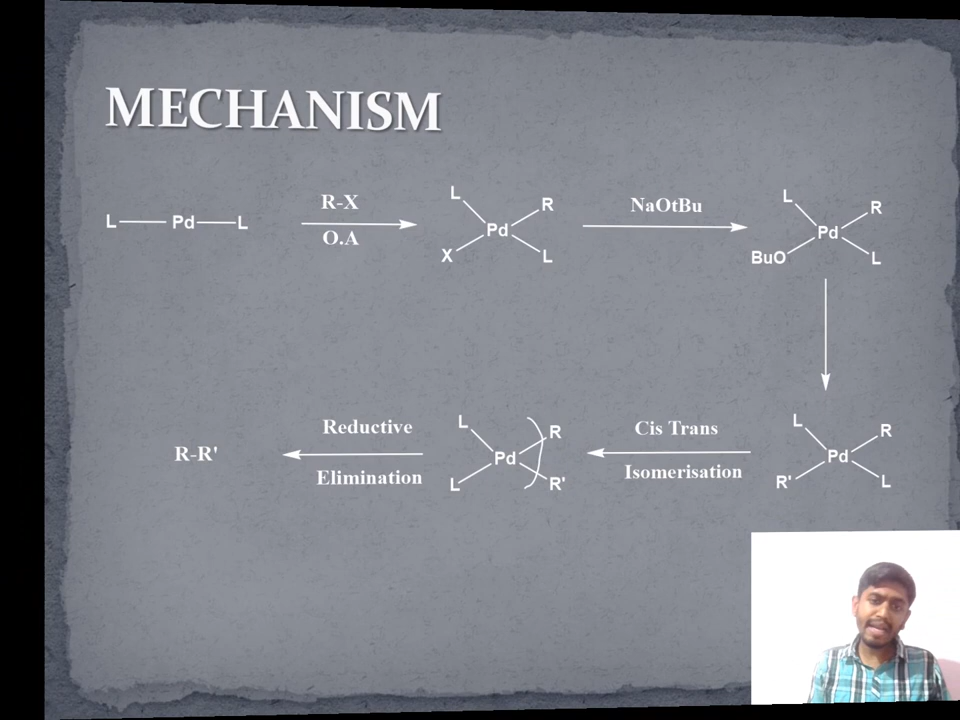 MECHANISM
L Pd L
R-X
O.A
L R
Pd
X L
NaOtBu
L R
Pd
BuO L
L R
Pd
R' L
Cis Trans
Isomerisation
L R
Pd
L R'
Reductive
Elimination
R-R'